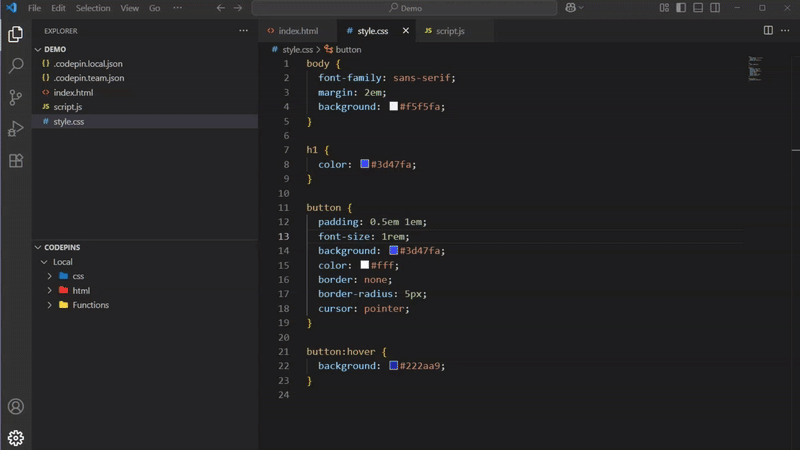 File Edit Selection View Go ··· Demo
EXPLORER ···
index.html style.css JS script.js
# style.css > button
DEMO
{} .codepin.local.json
{} .codepin.team.json
<> index.html
JS script.js
# style.css
CODEPINS
Local
css
html
Functions
1 body {
2 font-family: sans-serif;
3 margin: 2em;
4 background: #f5f5fa;
5 }
6
7 h1 {
8 color: #3d47fa;
9 }
10
11 button {
12 padding: 0.5em 1em;
13 font-size: 1rem;
14 background: #3d47fa;
15 color: #fff;
16 border: none;
17 border-radius: 5px;
18 cursor: pointer;
19 }
20
21 button:hover {
22 background: #222aa9;
23 }
24